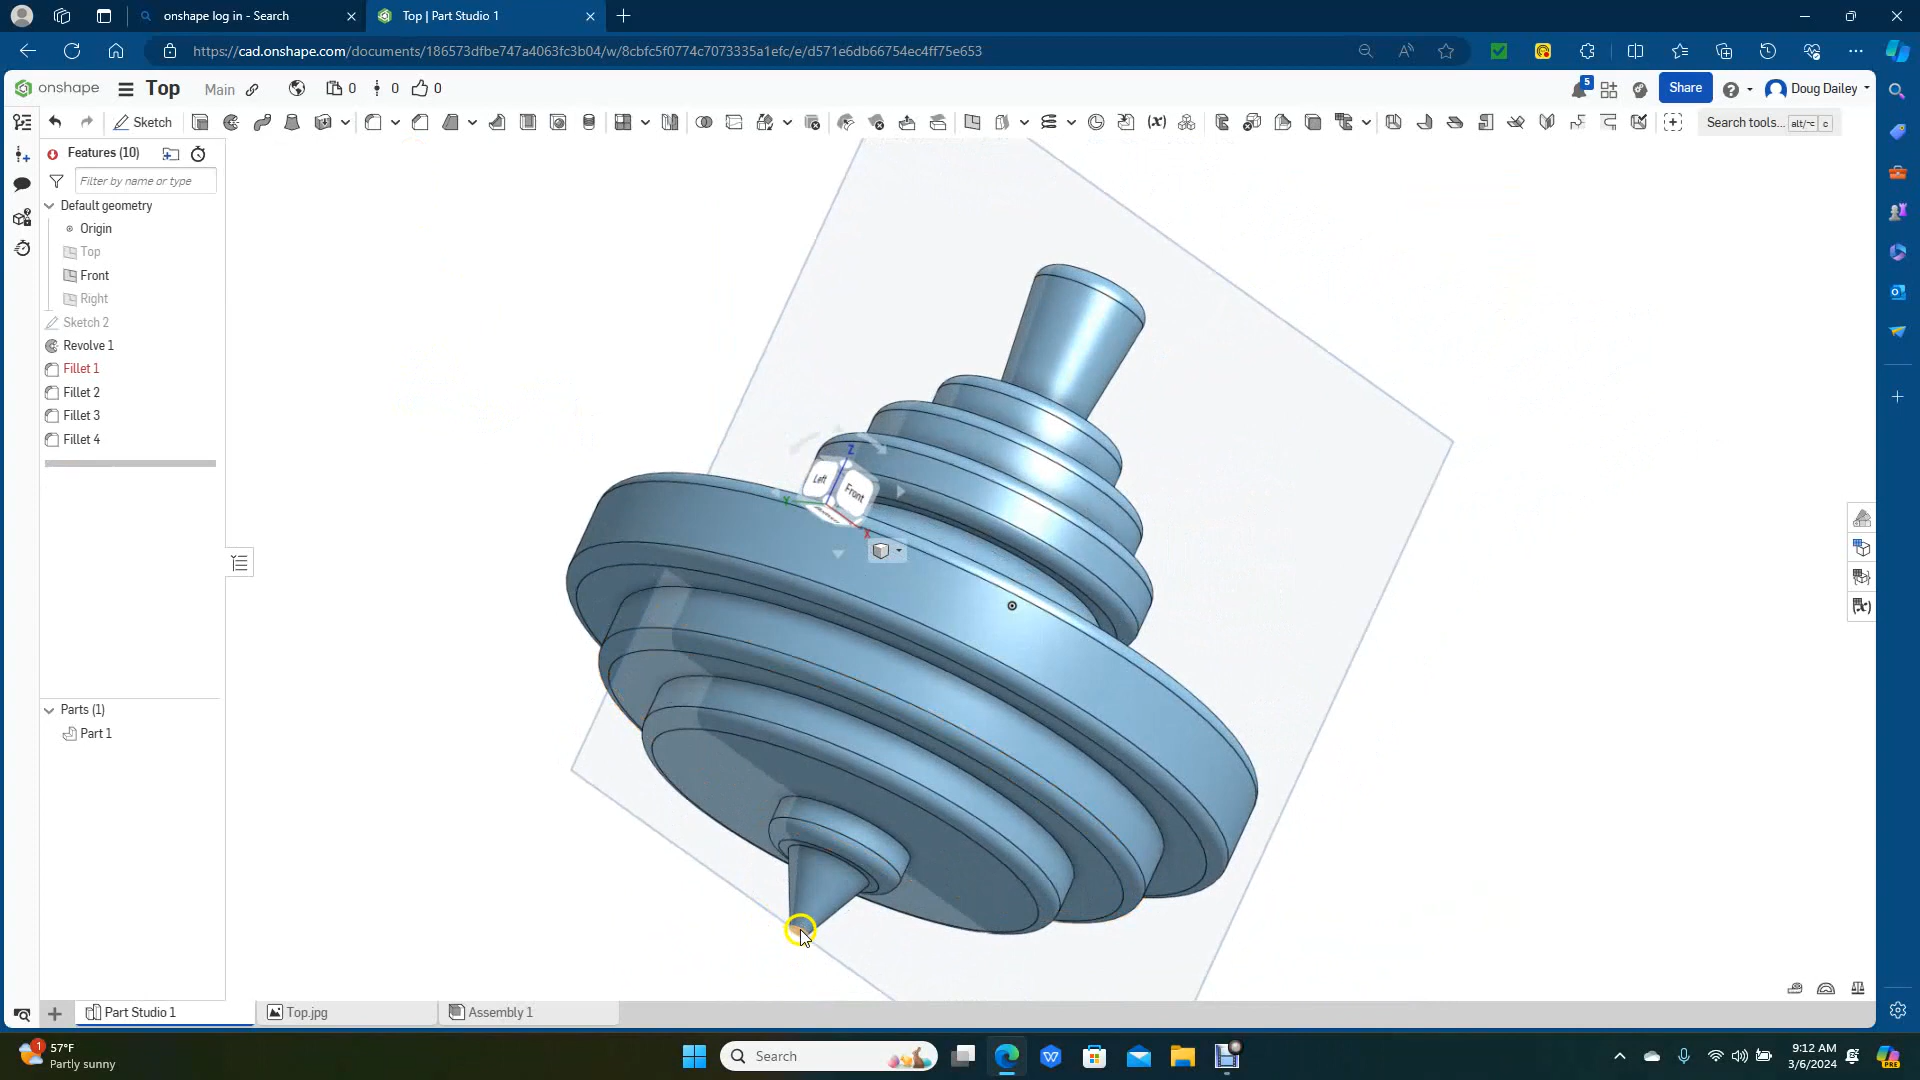 onshape log in - Search
Top | Part Studio 1
https://cad.onshape.com/documents/186573dfbe747a4063fc3b04/w/8cbfc5f0774c7073335a1efc/e/d571e6db66754ec4ff75e653
onshape
Top
Main
0
0
0
5
Share
Doug Dailey
Sketch
Search tools... alt/⌥ c
Features (10)
Filter by name or type
Default geometry
Origin
Top
Front
Right
Sketch 2
Revolve 1
Fillet 1
Fillet 2
Fillet 3
Fillet 4
Z
Left
Front
Y
X
Parts (1)
Part 1
Part Studio 1
Top.jpg
Assembly 1
1
57°F
Partly sunny
Search
9:12 AM
3/6/2024
PRE